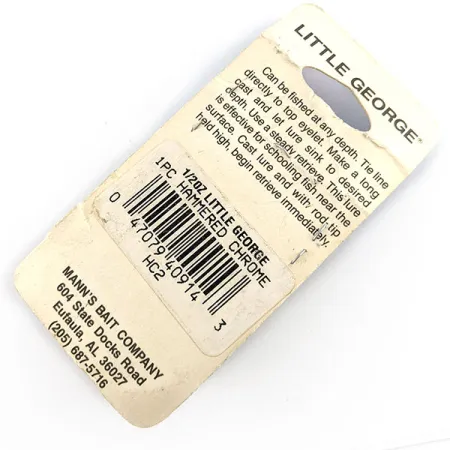 LITTLE GEORGE®
Can be fished at any depth. Tie line
directly to top eyelet. Make a long
cast and let lure sink to desired
depth. Use a steady retrieve. This lure
is effective for schooling fish near the
surface. Cast lure and with rod tip
held high, begin retrieve immediately.
1/2OZ.LITTLE GEORGE
1PC HAMMERED CHROME
0 47079 40914 3
HC2
MANN'S BAIT COMPANY
604 State Docks Road
Eufaula, AL 36027
(205) 687-5716